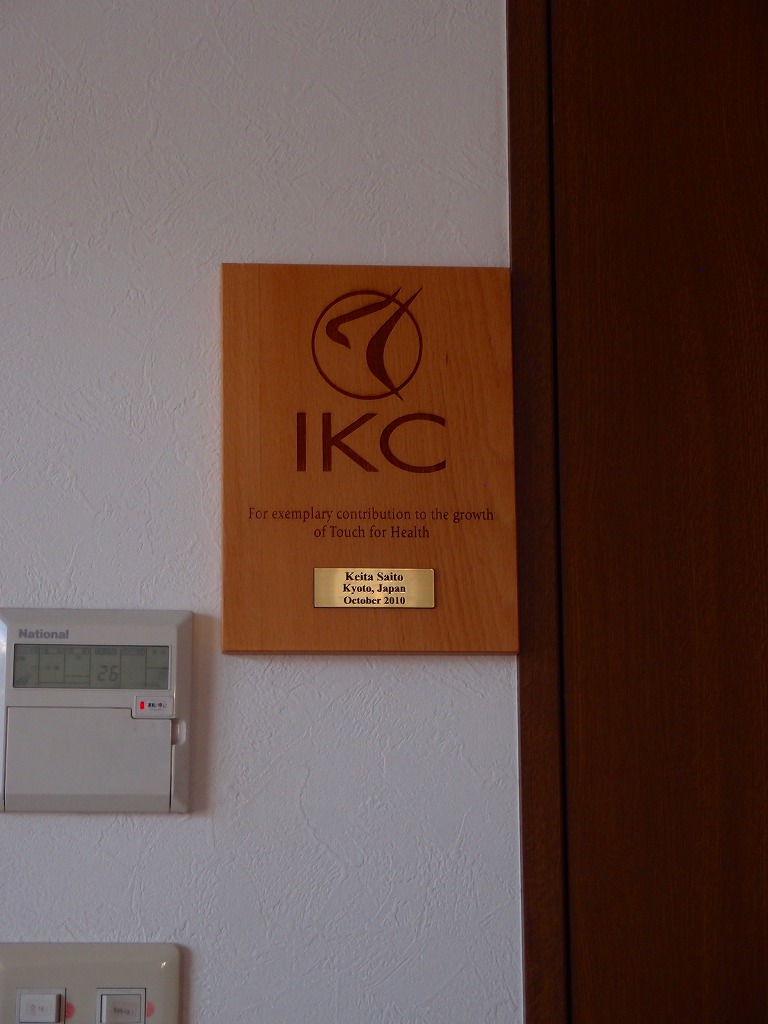 IKC
For exemplary contribution to the growth
of Touch for Health
Keita Saito
Kyoto, Japan
October 2010
National
26